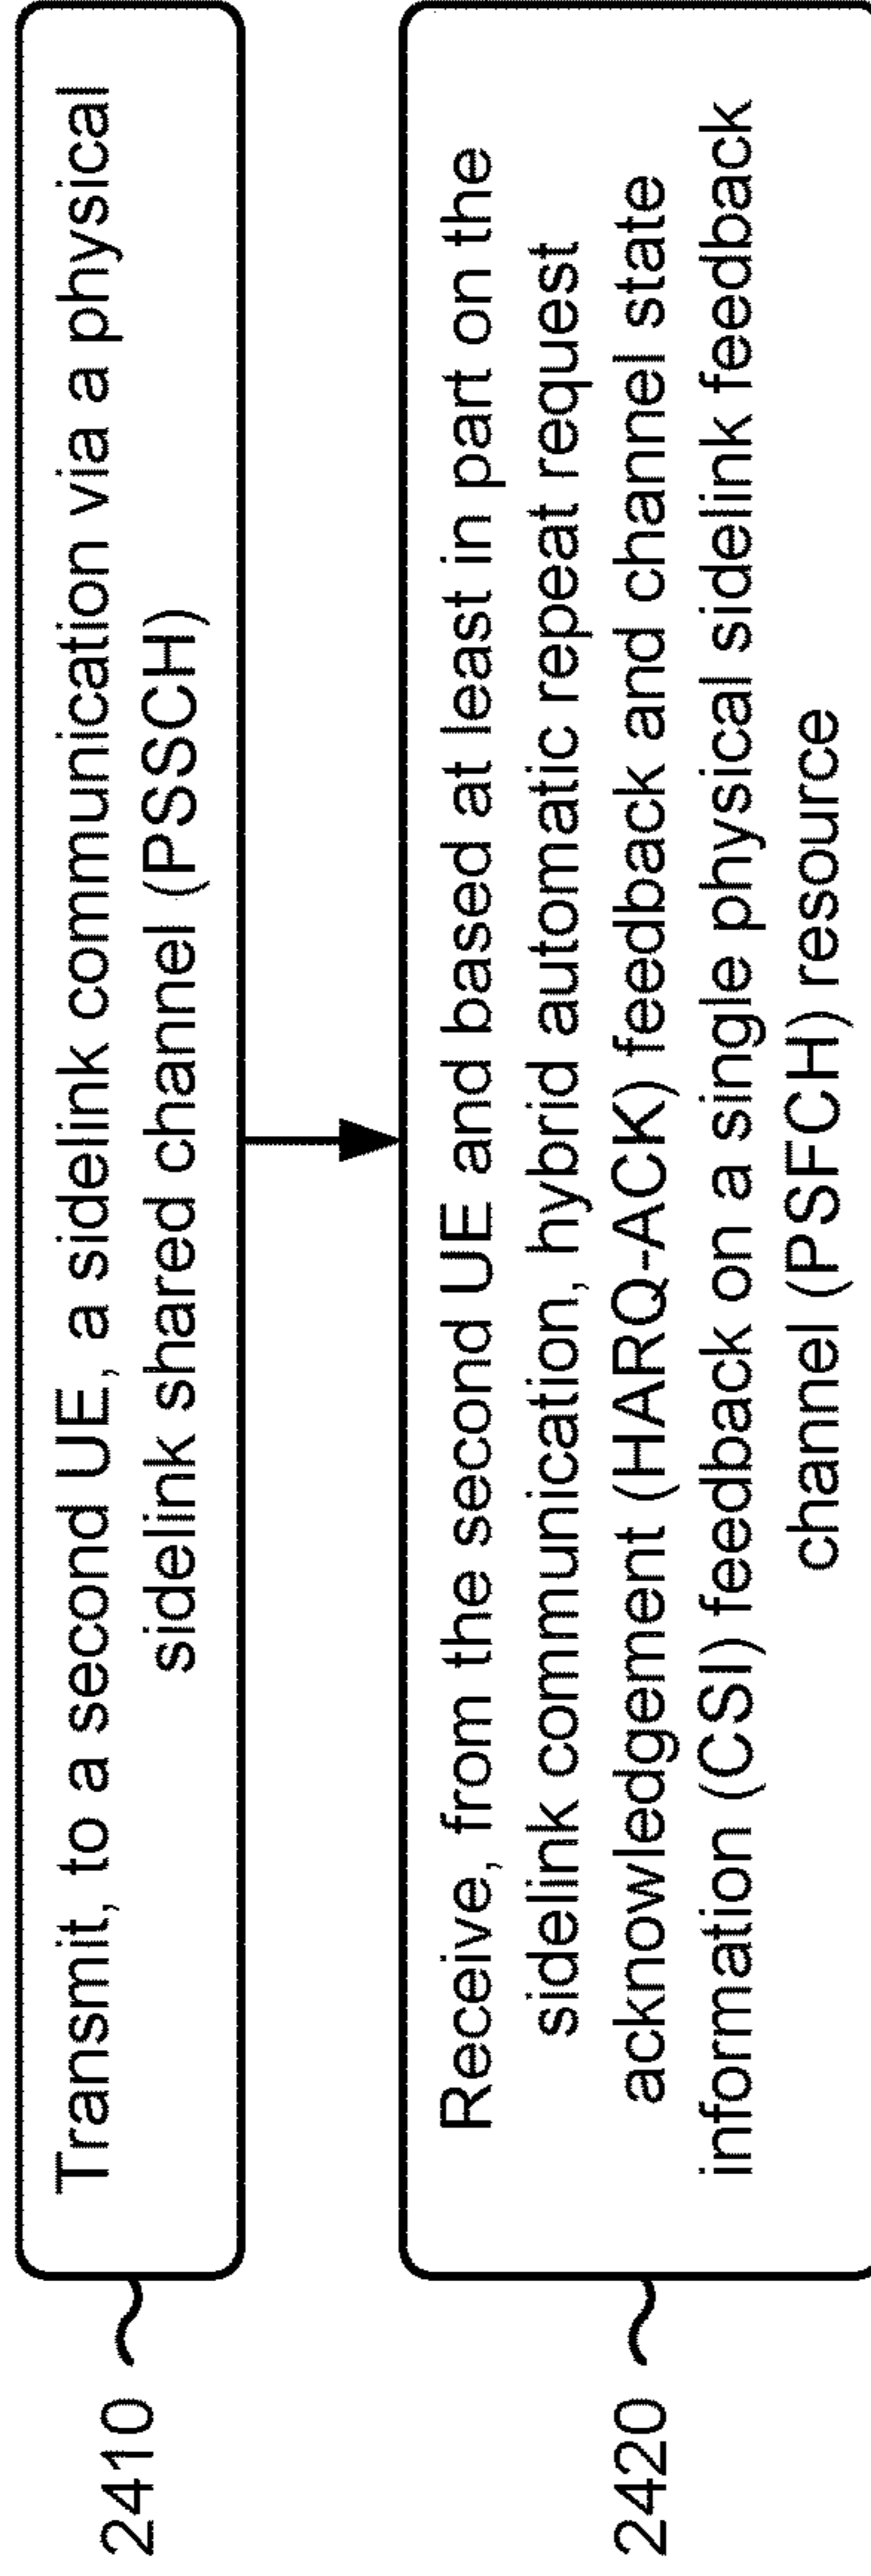 2410
Transmit, to a second UE, a sidelink communication via a physical
sidelink shared channel (PSSCH)
2420
Receive, from the second UE and based at least in part on the
sidelink communication, hybrid automatic repeat request
acknowledgement (HARQ-ACK) feedback and channel state
information (CSI) feedback on a single physical sidelink feedback
channel (PSFCH) resource